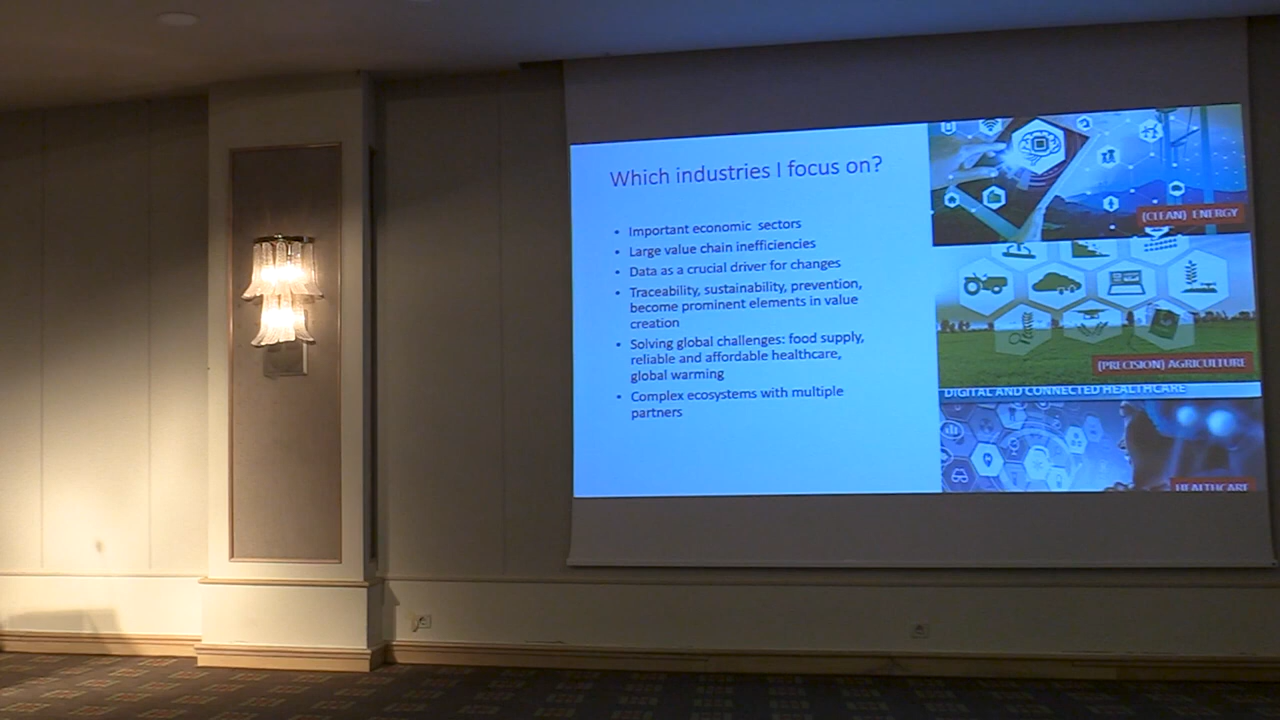 Which industries I focus on?
• Important economic sectors
• Large value chain inefficiencies
• Data as a crucial driver for changes
• Traceability, sustainability, prevention,
become prominent elements in value
creation
• Solving global challenges: food supply,
reliable and affordable healthcare,
global warming
• Complex ecosystems with multiple
partners
(CLEAN) ENERGY
(PRECISION) AGRICULTURE
DIGITAL AND CONNECTED HEALTHCARE
HEALTHCARE